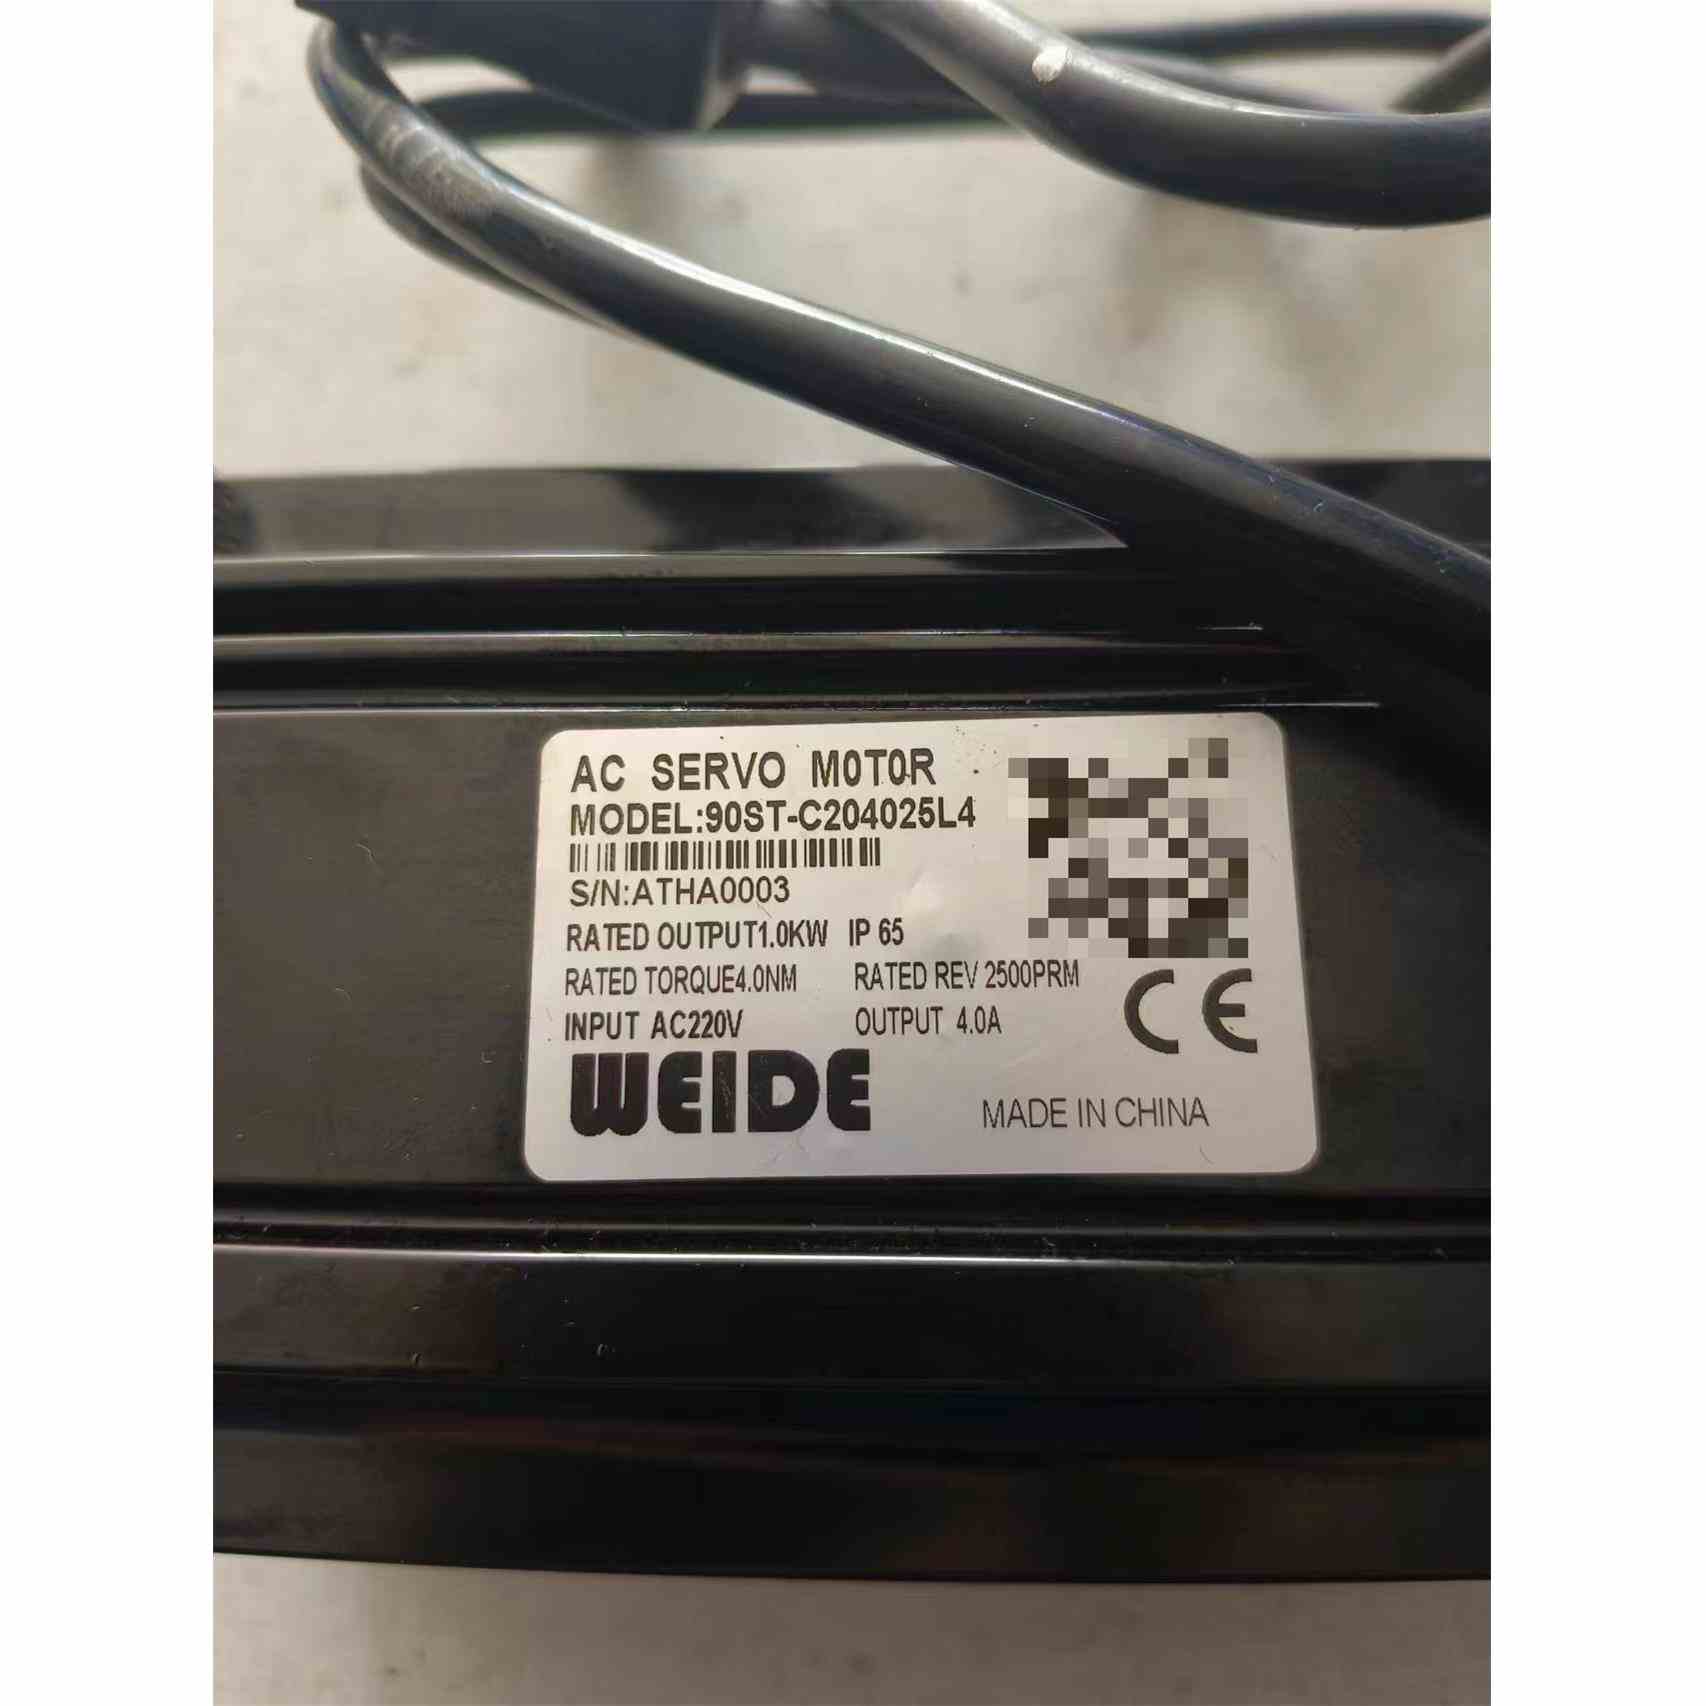 AC SERVO M0T0R
MODEL:90ST-C204025L4
S/N:ATHA0003
RATED OUTPUT1.0KW IP 65
RATED TORQUE4.0NM RATED REV 2500PRM
INPUT AC220V OUTPUT 4.0A
CE
WEIDE
MADE IN CHINA